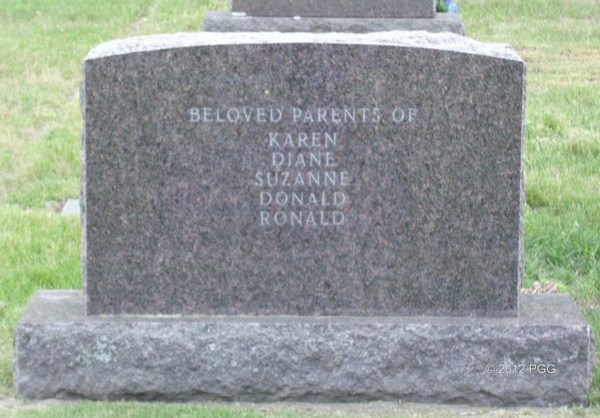 BELOVED PARENTS OF
KAREN
DIANE
SUZANNE
DONALD
RONALD
© 2012 PGG